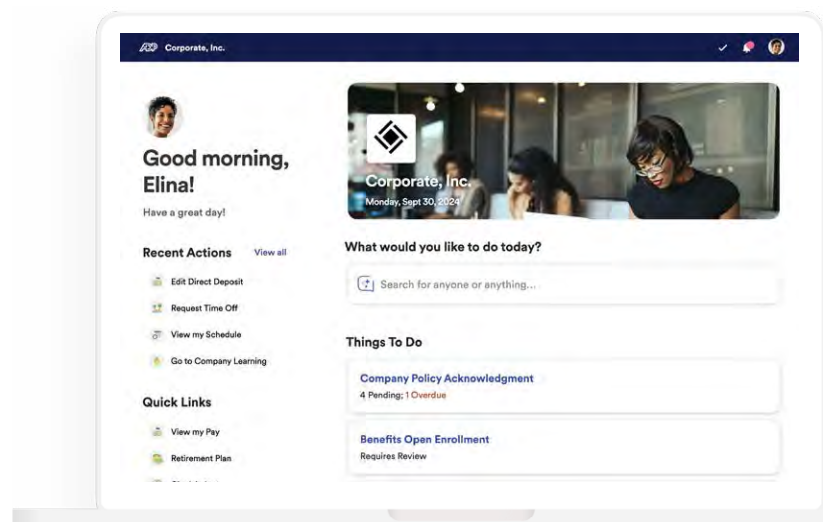 ADP Corporate, Inc.
Good morning,
Elina!
Have a great day!
Recent Actions View all
Edit Direct Deposit
Request Time Off
View my Schedule
Go to Company Learning
Quick Links
View my Pay
Retirement Plan
Corporate, Inc.
Monday, Sept 30, 2024
What would you like to do today?
Search for anyone or anything...
Things To Do
Company Policy Acknowledgment
4 Pending; 1 Overdue
Benefits Open Enrollment
Requires Review